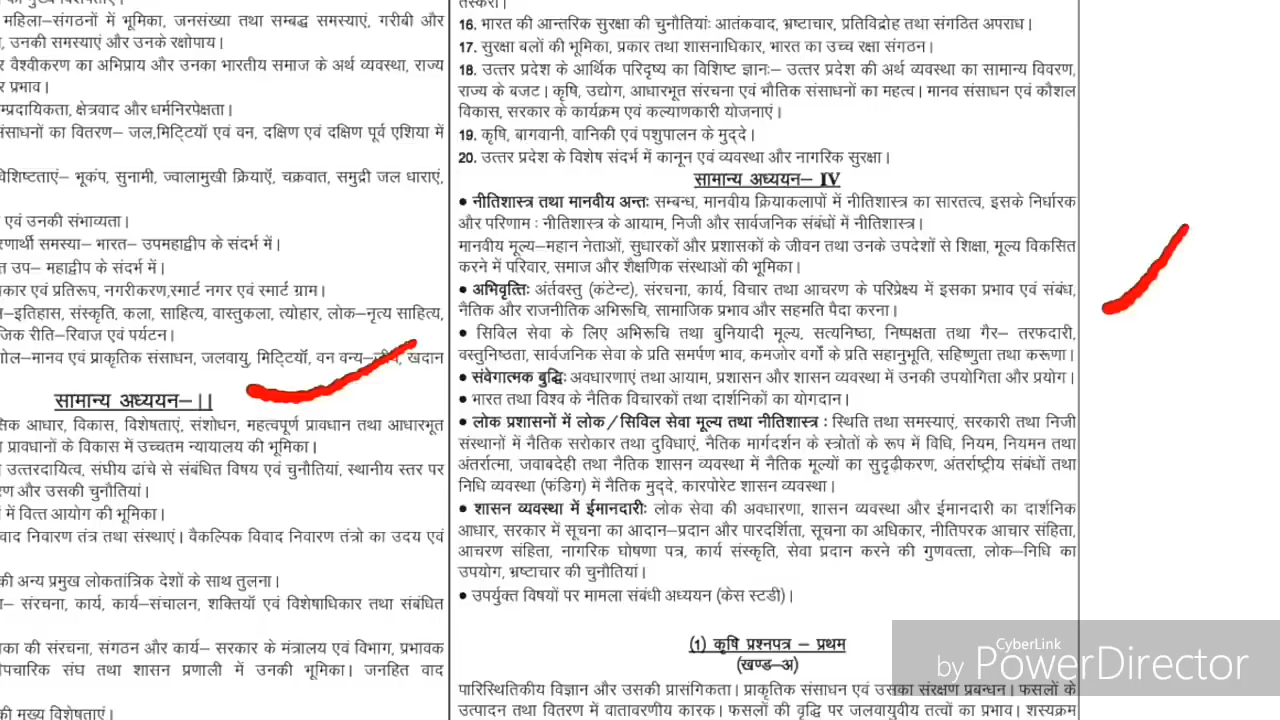 महिला–संगठनों में भूमिका, जनसंख्या तथा सम्बद्ध समस्याएं, गरीबी और
, उनकी समस्याएं और उनके रक्षोपाय।
वैश्वीकरण का अभिप्राय और उनका भारतीय समाज के अर्थ व्यवस्था, राज्य
प्रभाव।
म्प्रदायिकता, क्षेत्रवाद और धर्मनिरपेक्षता।
संसाधनों का वितरण– जल,मिट्टियॉ एवं वन, दक्षिण एवं दक्षिण पूर्व एशिया में
विशिष्टताएं– भूकंप, सुनामी, ज्वालामुखी क्रियाऍ, चक्रवात, समुद्री जल धाराएं,
एवं उनकी संभाव्यता।
रणार्थी समस्या– भारत– उपमहाद्वीप के संदर्भ में।
त उप– महाद्वीप के संदर्भ में।
कार एवं प्रतिरूप, नगरीकरण,स्मार्ट नगर एवं स्मार्ट ग्राम।
–इतिहास, संस्कृति, कला, साहित्य, वास्तुकला, त्योहार, लोक–नृत्य साहित्य,
जिक रीति–रिवाज एवं पर्यटन।
गोल–मानव एवं प्राकृतिक संसाधन, जलवायु, मिट्टियॉ, वन वन्य–जीव, खदान
सामान्य अध्ययन–||
सिक आधार, विकास, विशेषताएं, संशोधन, महत्वपूर्ण प्रावधान तथा आधारभूत
प्रावधानों के विकास में उच्चतम न्यायालय की भूमिका।
उत्तरदायित्व, संघीय ढांचे से संबंधित विषय एवं चुनौतियां, स्थानीय स्तर पर
रण और उसकी चुनौतियां।
में वित्त आयोग की भूमिका।
वाद निवारण तंत्र तथा संस्थाएं। वैकल्पिक विवाद निवारण तंत्रो का उदय एवं
की अन्य प्रमुख लोकतांत्रिक देशों के साथ तुलना।
– संरचना, कार्य, कार्य–संचालन, शक्तियॉ एवं विशेषाधिकार तथा संबंधित
का की संरचना, संगठन और कार्य– सरकार के मंत्रालय एवं विभाग, प्रभावक
पचारिक संघ तथा शासन प्रणाली में उनकी भूमिका। जनहित वाद
की मुख्य विशेषताएं।
तस्करी।
16. भारत की आन्तरिक सुरक्षा की चुनौतियां: आतंकवाद, भ्रष्टाचार, प्रतिविद्रोह तथा संगठित अपराध।
17. सुरक्षा बलों की भूमिका, प्रकार तथा शासनाधिकार, भारत का उच्च रक्षा संगठन।
18. उत्तर प्रदेश के आर्थिक परिदृष्य का विशिष्ट ज्ञानः– उत्तर प्रदेश की अर्थ व्यवस्था का सामान्य विवरण,
राज्य के बजट। कृषि, उद्योग, आधारभूत संरचना एवं भौतिक संसाधनों का महत्व। मानव संसाधन एवं कौशल
विकास, सरकार के कार्यक्रम एवं कल्याणकारी योजनाएं।
19. कृषि, बागवानी, वानिकी एवं पशुपालन के मुद्दे।
20. उत्तर प्रदेश के विशेष संदर्भ में कानून एवं व्यवस्था और नागरिक सुरक्षा।
सामान्य अध्ययन– IV
● नीतिशास्त्र तथा मानवीय अन्तः सम्बन्ध, मानवीय क्रियाकलापों में नीतिशास्त्र का सारतत्व, इसके निर्धारक
और परिणाम : नीतिशास्त्र के आयाम, निजी और सार्वजनिक संबंधों में नीतिशास्त्र।
मानवीय मूल्य–महान नेताओं, सुधारकों और प्रशासकों के जीवन तथा उनके उपदेशों से शिक्षा, मूल्य विकसित
करने में परिवार, समाज और शैक्षणिक संस्थाओं की भूमिका।
● अभिवृत्तिः अंर्तवस्तु (कंटेन्ट), संरचना, कार्य, विचार तथा आचरण के परिप्रेक्ष्य में इसका प्रभाव एवं संबंध,
नैतिक और राजनीतिक अभिरूचि, सामाजिक प्रभाव और सहमति पैदा करना।
● सिविल सेवा के लिए अभिरूचि तथा बुनियादी मूल्य, सत्यनिष्ठा, निष्पक्षता तथा गैर– तरफदारी,
वस्तुनिष्ठता, सार्वजनिक सेवा के प्रति समर्पण भाव, कमजोर वर्गो के प्रति सहानुभूति, सहिष्णुता तथा करूणा।
● संवेगात्मक बुद्धिः अवधारणाएं तथा आयाम, प्रशासन और शासन व्यवस्था में उनकी उपयोगिता और प्रयोग।
● भारत तथा विश्व के नैतिक विचारकों तथा दार्शनिकों का योगदान।
● लोक प्रशासनों में लोक/सिविल सेवा मूल्य तथा नीतिशास्त्र : स्थिति तथा समस्याएं, सरकारी तथा निजी
संस्थानों में नैतिक सरोकार तथा दुविधाएं, नैतिक मार्गदर्शन के स्त्रोतों के रूप में विधि, नियम, नियमन तथा
अंतर्रात्मा, जवाबदेही तथा नैतिक शासन व्यवस्था में नैतिक मूल्यों का सुदृढीकरण, अंतर्राष्ट्रीय संबंधों तथा
निधि व्यवस्था (फंडिग) में नैतिक मुद्दे, कारपोरेट शासन व्यवस्था।
● शासन व्यवस्था में ईमानदारीः लोक सेवा की अवधारणा, शासन व्यवस्था और ईमानदारी का दार्शनिक
आधार, सरकार में सूचना का आदान–प्रदान और पारदर्शिता, सूचना का अधिकार, नीतिपरक आचार संहिता,
आचरण संहिता, नागरिक घोषणा पत्र, कार्य संस्कृति, सेवा प्रदान करने की गुणवत्ता, लोक–निधि का
उपयोग, भ्रष्टाचार की चुनौतियां।
● उपर्युक्त विषयों पर मामला संबंधी अध्ययन (केस स्टडी)।
(1) कृषि प्रश्नपत्र – प्रथम
(खण्ड–अ)
पारिस्थितिकीय विज्ञान और उसकी प्रासंगिकता। प्राकृतिक संसाधन एवं उसका संरक्षण प्रबन्धन। फसलों के
उत्पादन तथा वितरण में वातावरणीय कारक। फसलों की वृद्धि पर जलवायुवीय तत्वों का प्रभाव। शस्यक्रम
CyberLink
by PowerDirector